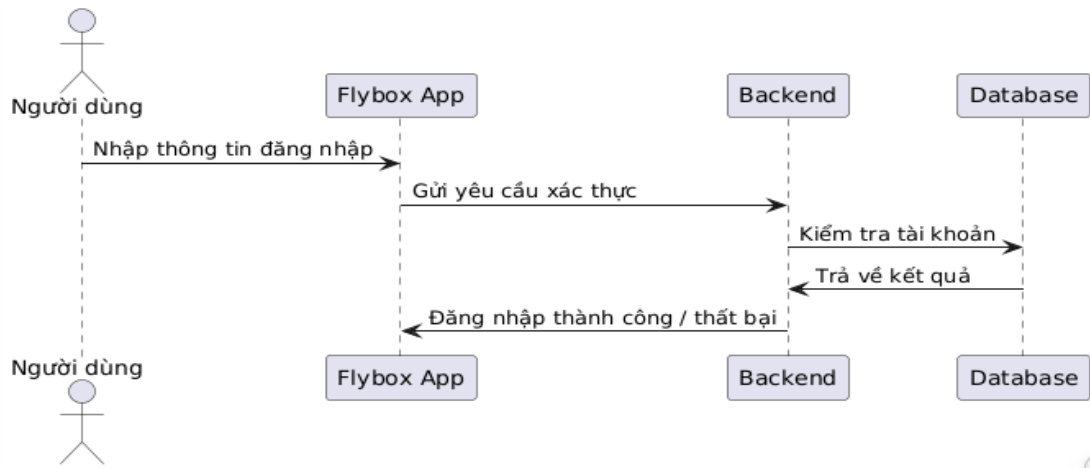 Người dùng
Flybox App
Backend
Database
Nhập thông tin đăng nhập
Gửi yêu cầu xác thực
Kiểm tra tài khoản
Trả về kết quả
Đăng nhập thành công / thất bại
Người dùng
Flybox App
Backend
Database